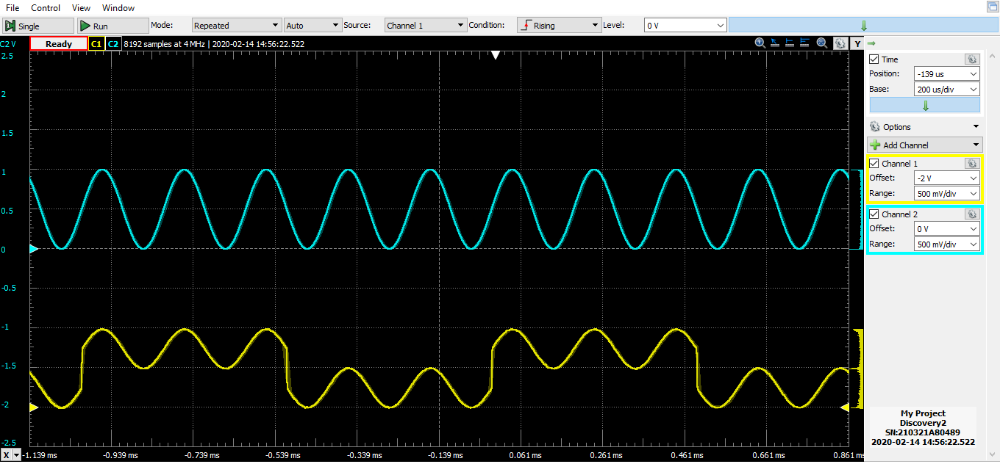 File Control View Window
Single Run Mode: Repeated Auto Source: Channel 1 Condition: Rising Level: 0 V
C2 V Ready C1 C2 8192 samples at 4 MHz | 2020-02-14 14:56:22.522 Y
2.5
2
1.5
1
0.5
0
-0.5
-1
-1.5
-2
-2.5
X -1.139 ms -0.939 ms -0.739 ms -0.539 ms -0.339 ms -0.139 ms 0.061 ms 0.261 ms 0.461 ms 0.661 ms 0.861 ms
Time
Position: -139 us
Base: 200 us/div
Options
Add Channel
Channel 1
Offset: -2 V
Range: 500 mV/div
Channel 2
Offset: 0 V
Range: 500 mV/div
My Project
Discovery2
SN:210321A80489
2020-02-14 14:56:22.522